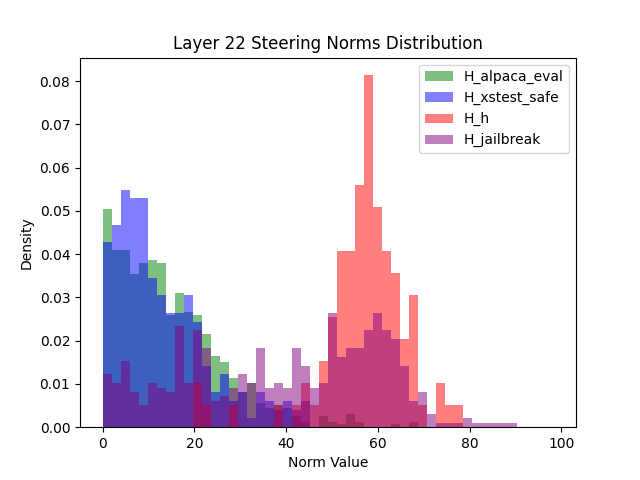 Layer 22 Steering Norms Distribution
H_alpaca_eval
H_xstest_safe
H_h
H_jailbreak
0.08
0.07
0.06
0.05
0.04
0.03
0.02
0.01
0.00
Density
0 20 40 60 80 100
Norm Value